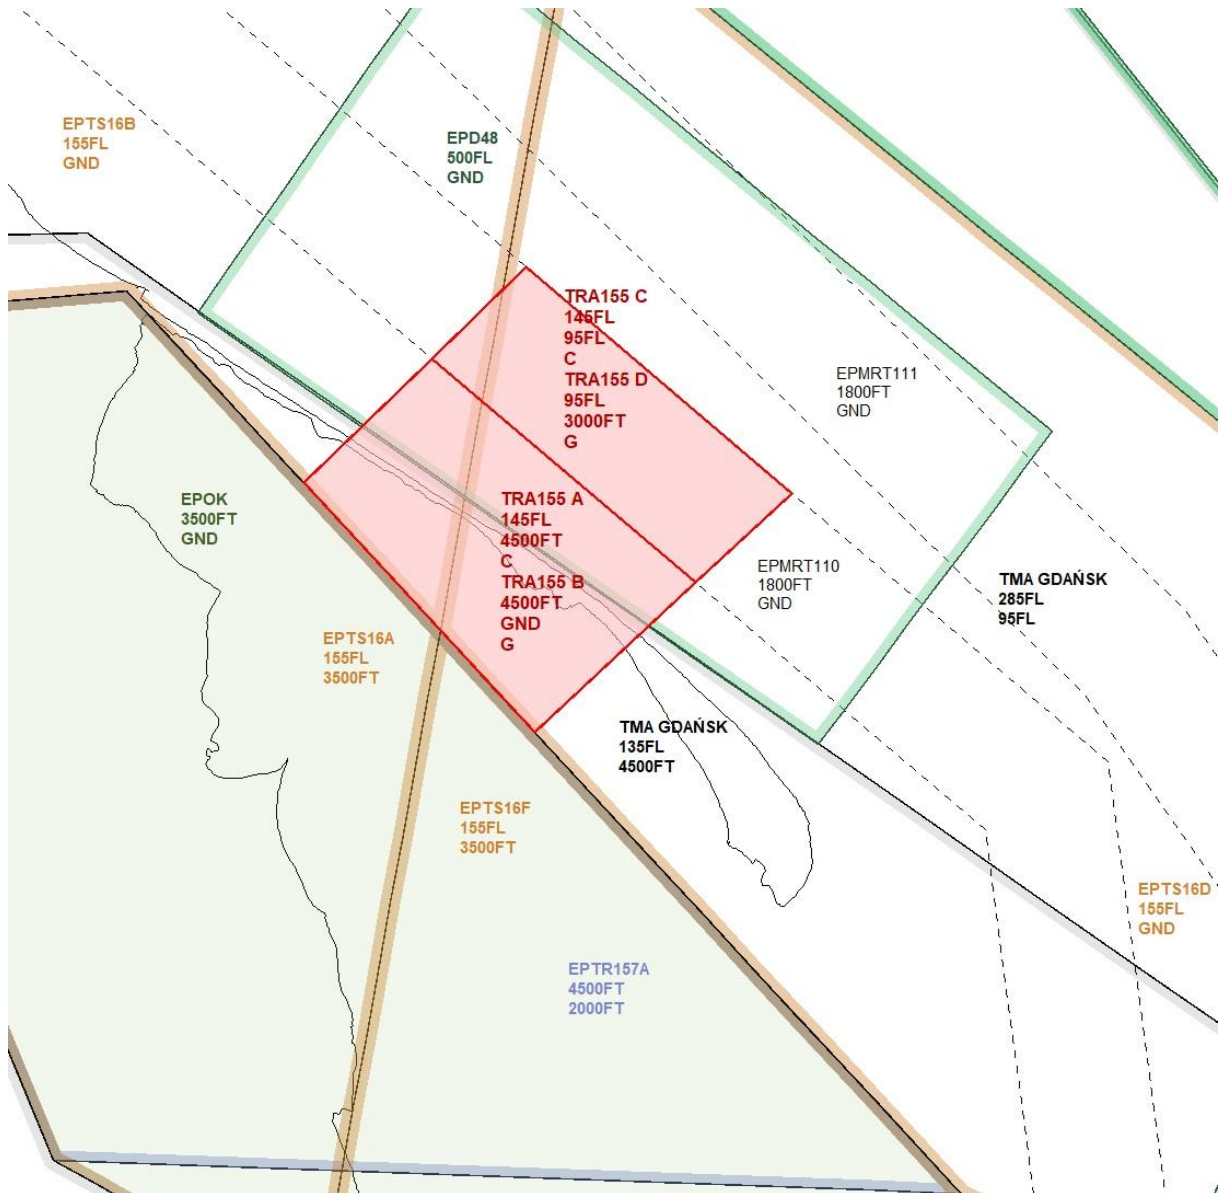 EPTS16B
155FL
GND
EPD48
500FL
GND
TRA155 C
145FL
95FL
C
TRA155 D
95FL
3000FT
G
EPMRT111
1800FT
GND
EPOK
3500FT
GND
TRA155 A
145FL
4500FT
C
TRA155 B
4500FT
GND
G
EPMRT110
1800FT
GND
TMA GDAŃSK
285FL
95FL
EPTS16A
155FL
3500FT
TMA GDAŃSK
135FL
4500FT
EPTS16F
155FL
3500FT
EPTS16D
155FL
GND
EPTR157A
4500FT
2000FT